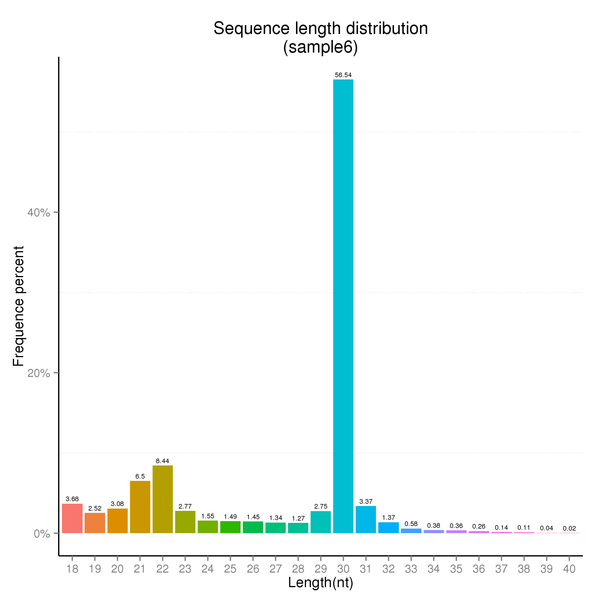 Sequence length distribution
(sample6)
Frequence percent
40%
20%
0%
3.68 2.52 3.08 6.5 8.44 2.77 1.55 1.49 1.45 1.34 1.27 2.75 56.54 3.37 1.37 0.58 0.38 0.36 0.26 0.14 0.11 0.04 0.02
18 19 20 21 22 23 24 25 26 27 28 29 30 31 32 33 34 35 36 37 38 39 40
Length(nt)